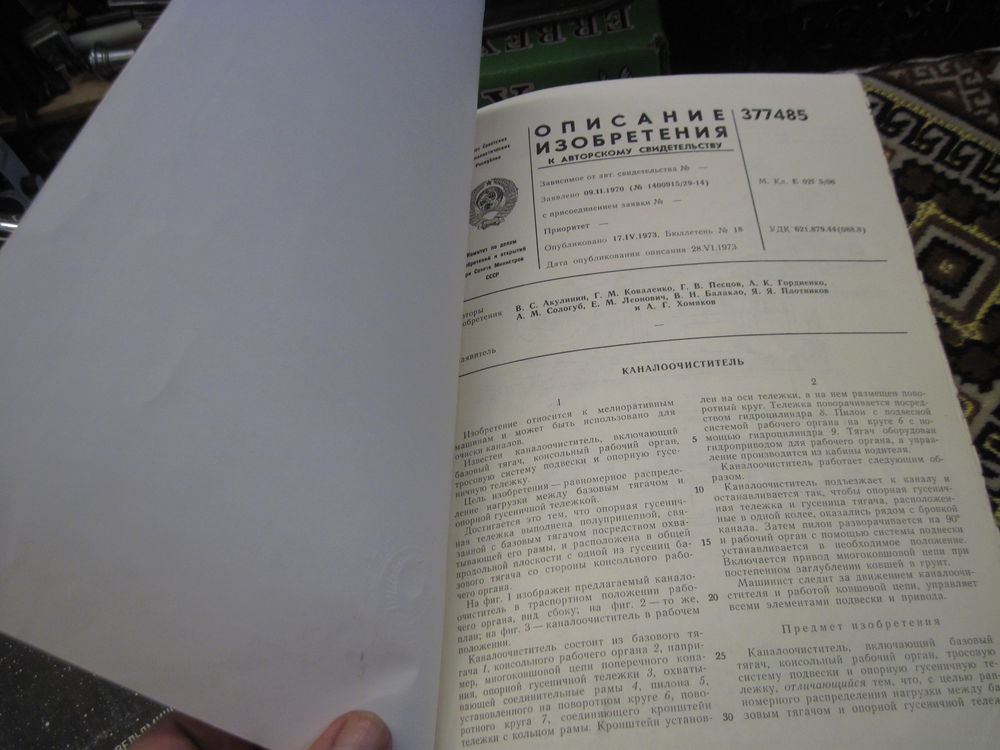 ОПИСАНИЕ
ИЗОБРЕТЕНИЯ
К АВТОРСКОМУ СВИДЕТЕЛЬСТВУ
377485
Советских
Республик
Комитет по делам
СССР
Зависимое от авт. свидетельства № —
Заявлено 09.II.1970 (№ 1400915/29-14)
с присоединением заявки № —
Приоритет —
Опубликовано 17.IV.1973. Бюллетень № 18
Дата опубликования описания 28.VI.1973
М. Кл. E 02f 5/06
УДК 621.879.44(088.8)
В. С. Акулинин, Г. М. Коваленко, Г. В. Песцов, А. К. Гордиенко,
А. М. Сологуб, Е. М. Леонович, В. Н. Балакло, Я. Я. Плотников
и А. Г. Хомяков
—
КАНАЛООЧИСТИТЕЛЬ
1
Изобретение относится к мелиоративным
машинам и может быть использовано для
очистки каналов.
Известен каналоочиститель, включающий
базовый тягач, консольный рабочий орган,
тросовую систему подвески и опорную гусе-
ничную тележку.
Цель изобретения — равномерное распреде-
ление нагрузки между базовым тягачом и
опорной гусеничной тележкой.
Достигается это тем, что опорная гусенич-
ная тележка выполнена полуприцепной, свя-
занной с базовым тягачом посредством охва-
тывающей его рамы, и расположена в общей
продольной плоскости с одной из гусениц ба-
зового тягача со стороны консольного рабо-
чего органа.
На фиг. 1 изображен предлагаемый канало-
очиститель в траспортном положении рабо-
чего органа, вид сбоку; на фиг. 2 — то же,
план; на фиг. 3 — каналоочиститель в рабочем
положении.
Каналоочиститель состоит из базового тя-
гача 1, консольного рабочего органа 2, напри-
мер, многоковшовой цепи поперечного копа-
ния, опорной гусеничной тележки 3, охваты-
вающей соединительные рамы 4, пилона 5,
установленного на поворотном круге 6, пово-
ротного круга 7, соединяющего кронштейн
тележки с кольцом рамы. Кронштейн установ-
5
10
15
20
25
30
2
лен на оси тележки, а на нем размещен пово-
ротный круг. Тележка поворачивается посред-
ством гидроцилиндра 8. Пилон с подвесной
системой рабочего органа на круге 6 с по-
мощью гидроцилиндра 9. Тягач оборудован
гидроприводом для рабочего органа, а управ-
ление производится из кабины водителя.
Каналоочиститель работает следующим об-
разом.
Каналоочиститель подъезжает к каналу и
останавливается так, чтобы опорная гусенич-
ная тележка и гусеница тягача, расположен-
ные в одной колее, оказались рядом с бровкой
канала. Затем пилон разворачивается на 90°
и рабочий орган с помощью системы подвески
устанавливается в необходимое положение.
Включается привод многоковшовой цепи при
постепенном заглублении ковшей в грунт.
Машинист следит за движением каналоочи-
стителя и работой ковшовой цепи, управляет
всеми элементами подвески и привода.
Предмет изобретения
Каналоочиститель, включающий базовый
тягач, консольный рабочий орган, тросовую
систему подвески и опорную гусеничную те-
лежку, отличающийся тем, что, с целью рав-
номерного распределения нагрузки между ба-
зовым тягачом и опорной гусеничной тележ